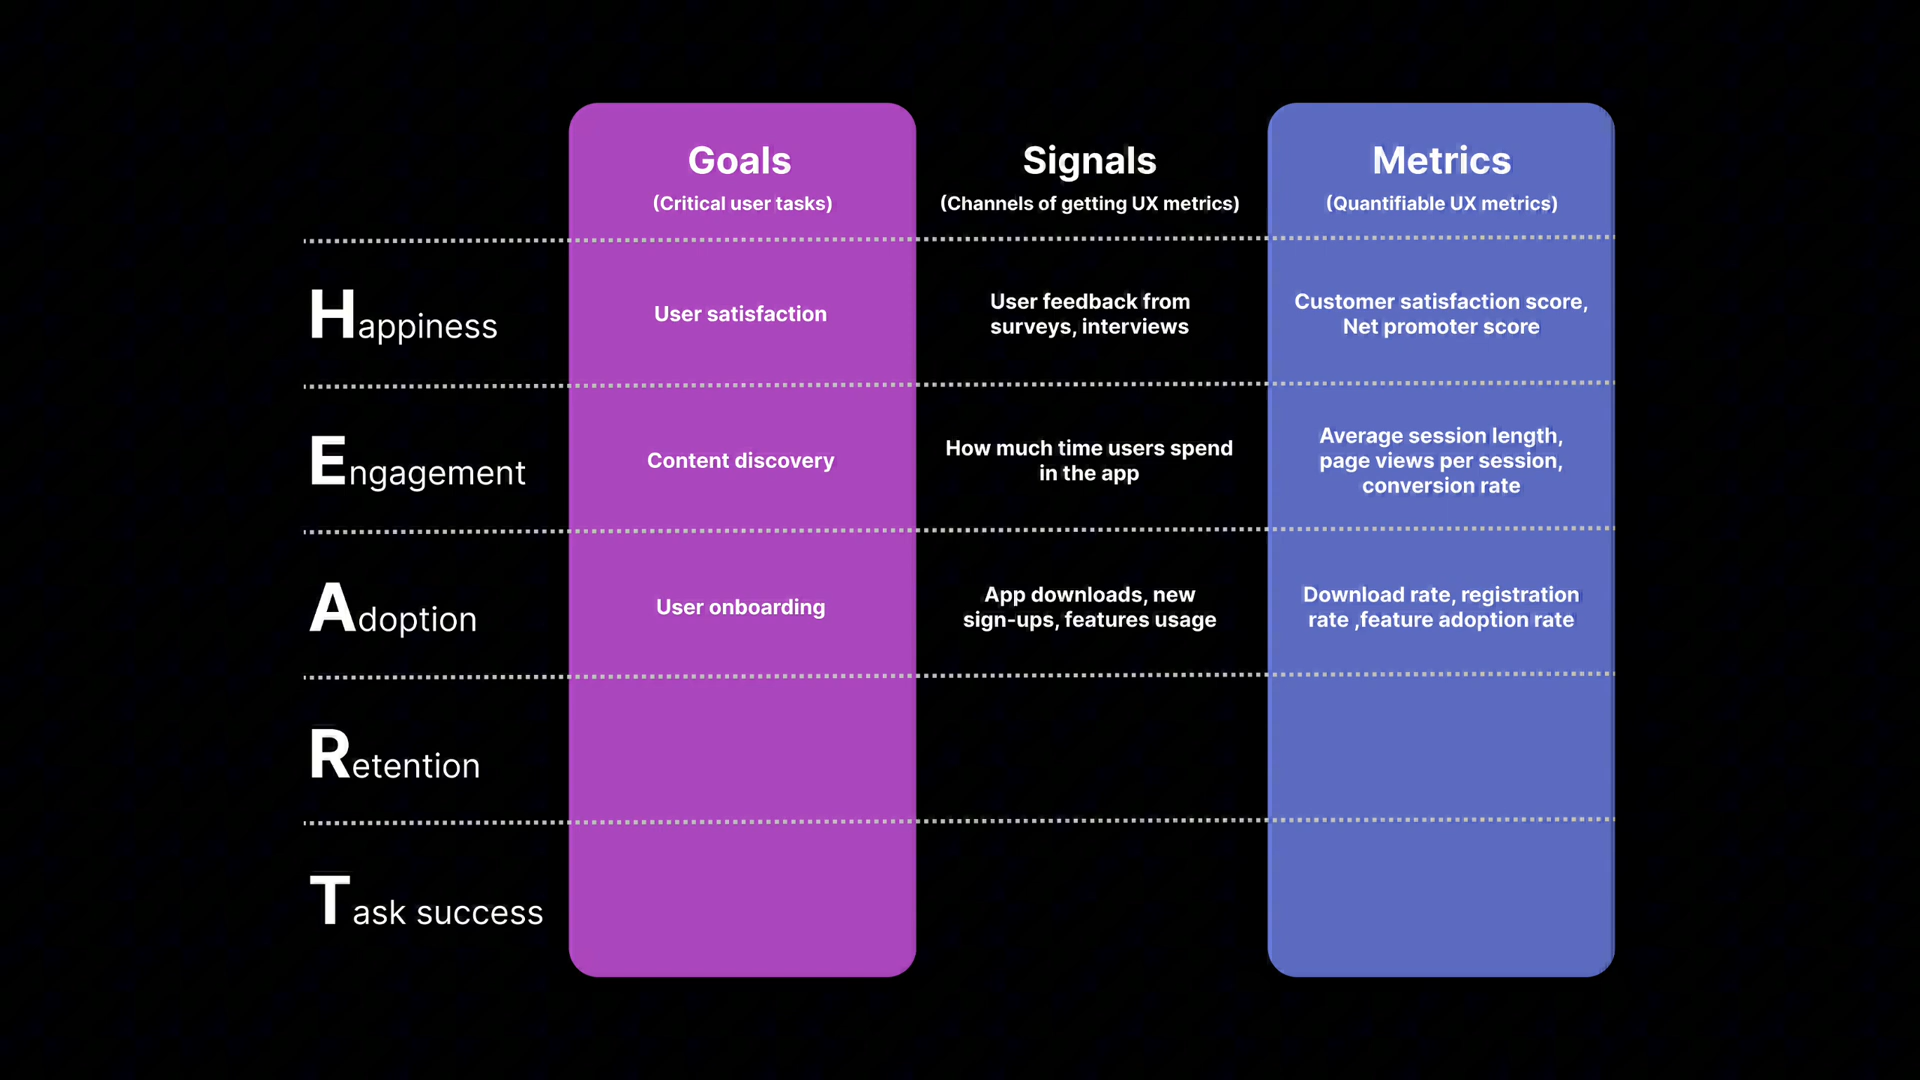 Goals
(Critical user tasks)
Signals
(Channels of getting UX metrics)
Metrics
(Quantifiable UX metrics)
Happiness
User satisfaction
User feedback from
surveys, interviews
Customer satisfaction score,
Net promoter score
Engagement
Content discovery
How much time users spend
in the app
Average session length,
page views per session,
conversion rate
Adoption
User onboarding
App downloads, new
sign-ups, features usage
Download rate, registration
rate ,feature adoption rate
Retention
Task success